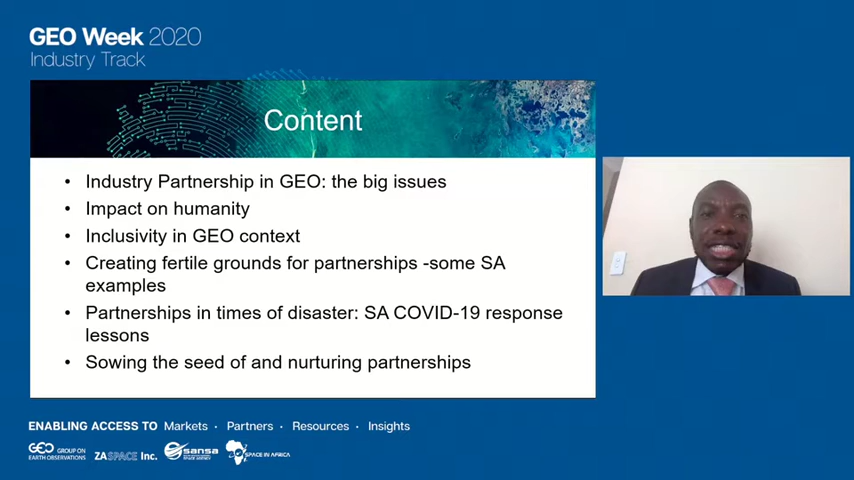 GEO Week 2020
Industry Track
Content
• Industry Partnership in GEO: the big issues
• Impact on humanity
• Inclusivity in GEO context
• Creating fertile grounds for partnerships -some SA
examples
• Partnerships in times of disaster: SA COVID-19 response
lessons
• Sowing the seed of and nurturing partnerships
ENABLING ACCESS TO Markets · Partners · Resources · Insights
GEO GROUP ON
EARTH OBSERVATIONS
ZASPACE Inc.
sansa
SPACE IN AFRICA